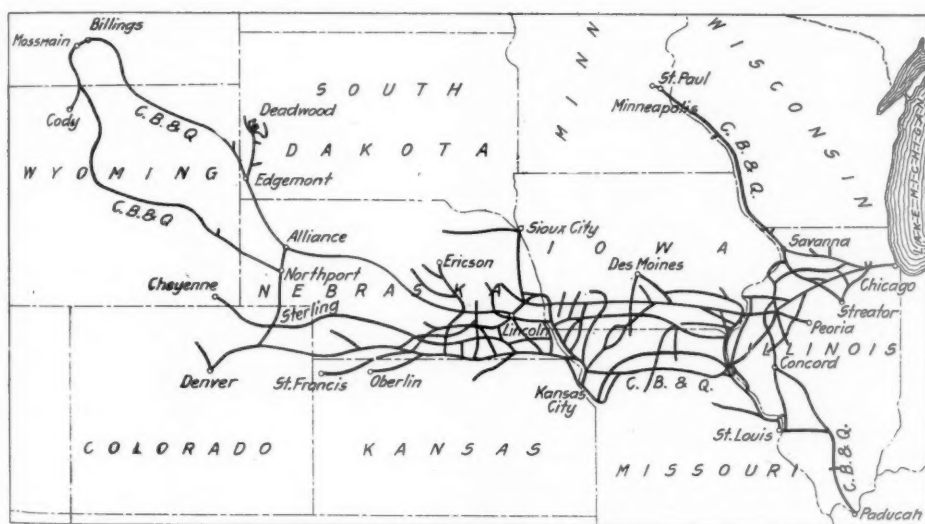 Billings
Mossmain
St. Paul
Minneapolis
MINN
WISCONSIN
SOUTH
DAKOTA
Deadwood
C. B. & Q.
C. B. & Q.
Cody
WYOMING
Edgemont
LAKE MICHIGAN
C. B. & Q.
Sioux City
IOWA
Savanna
Alliance
Ericson
Des Moines
Chicago
Northport
Cheyenne
NEBRASKA
Streator
Sterling
Lincoln
Peoria
ILLINOIS
Concord
Denver
St. Francis
Oberlin
Kansas
City
C. B. & Q.
St. Louis
COLORADO
KANSAS
MISSOURI
C. B. & Q.
Paducah